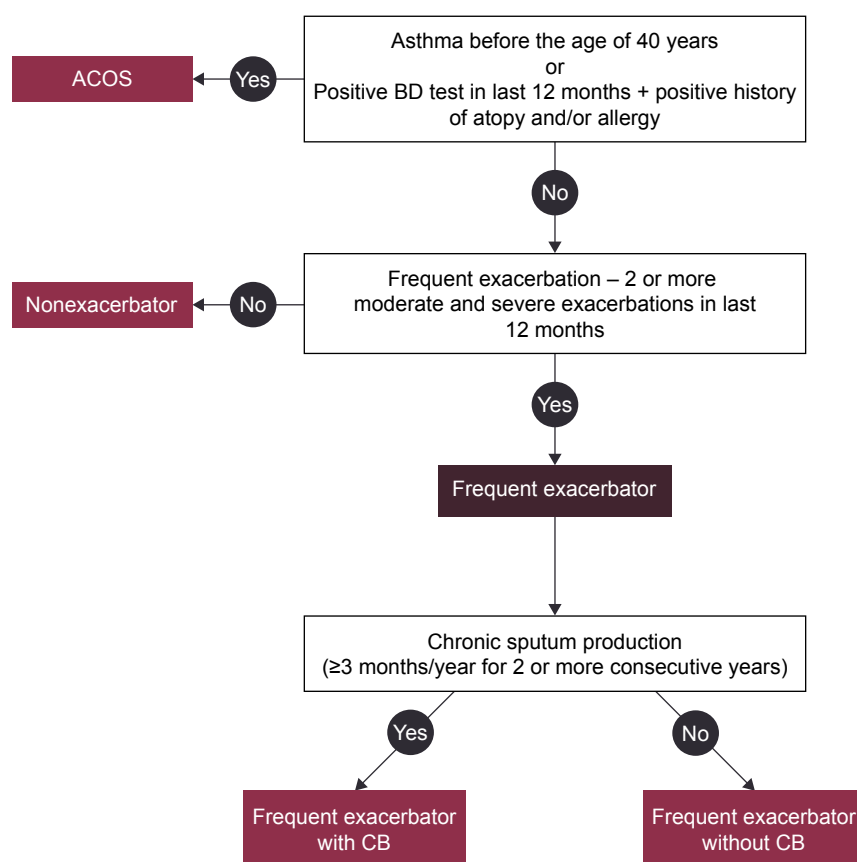 Asthma before the age of 40 years
or
Positive BD test in last 12 months + positive history
of atopy and/or allergy
Yes
ACOS
No
Frequent exacerbation – 2 or more
moderate and severe exacerbations in last
12 months
No
Nonexacerbator
Yes
Frequent exacerbator
Chronic sputum production
(≥3 months/year for 2 or more consecutive years)
Yes
No
Frequent exacerbator
with CB
Frequent exacerbator
without CB